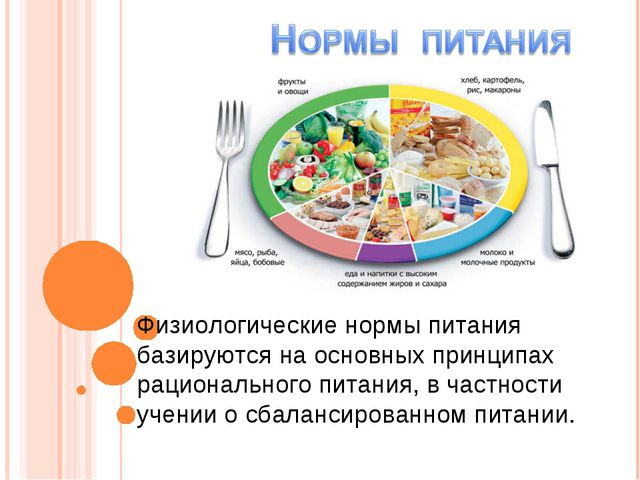 НОРМЫ ПИТАНИЯ
фрукты
и овощи
хлеб, картофель,
рис, макароны
мясо, рыба,
яйца, бобовые
еда и напитки с высоким
содержанием жиров и сахара
молоко и
молочные продукты
Физиологические нормы питания
базируются на основных принципах
рационального питания, в частности
учении о сбалансированном питании.